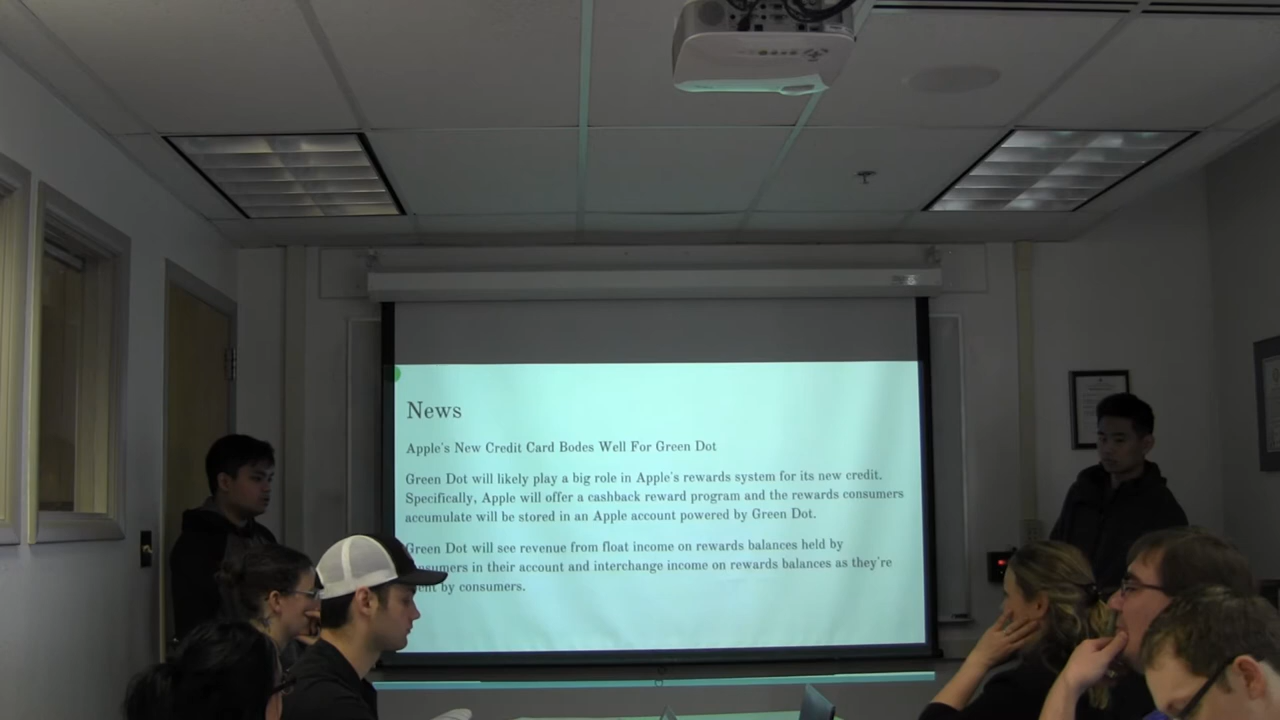 News
Apple's New Credit Card Bodes Well For Green Dot
Green Dot will likely play a big role in Apple's rewards system for its new credit.
Specifically, Apple will offer a cashback reward program and the rewards consumers
accumulate will be stored in an Apple account powered by Green Dot.
Green Dot will see revenue from float income on rewards balances held by
in their account and interchange income on rewards balances as they're
by consumers.